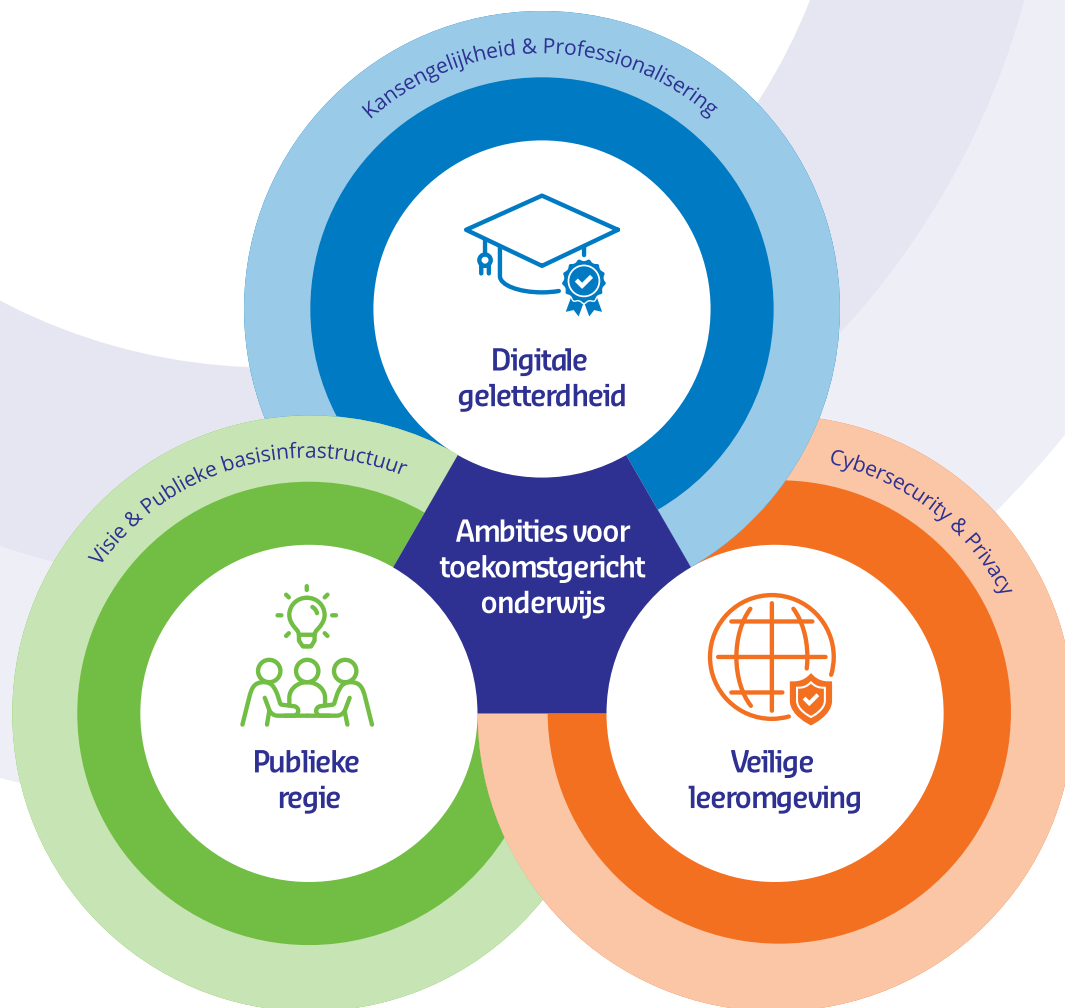 Kansengelijkheid & Professionalisering
Digitale
geletterdheid
Visie & Publieke basisinfrastructuur
Cybersecurity & Privacy
Ambities voor
toekomstgericht
onderwijs
Publieke
regie
Veilige
leeromgeving